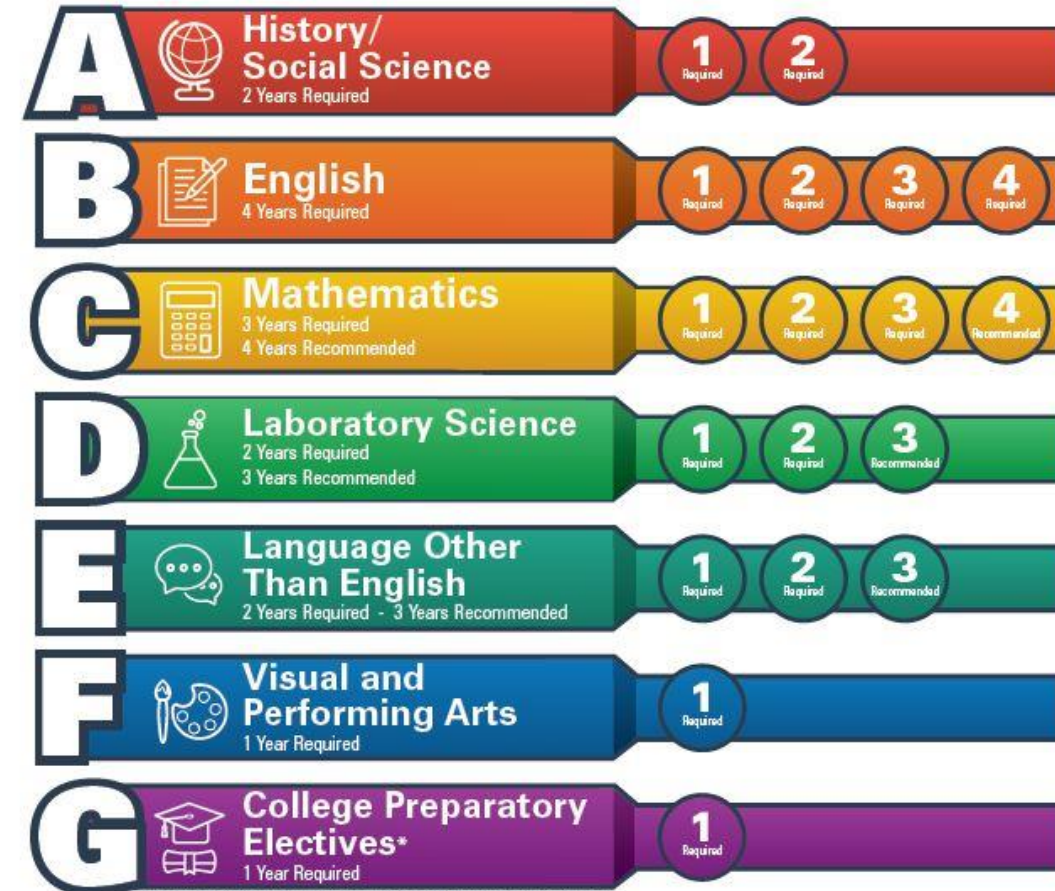 A
History/
Social Science
2 Years Required
1
Required
2
Required
B
English
4 Years Required
1
Required
2
Required
3
Required
4
Required
C
Mathematics
3 Years Required
4 Years Recommended
1
Required
2
Required
3
Required
4
Recommended
D
Laboratory Science
2 Years Required
3 Years Recommended
1
Required
2
Required
3
Recommended
E
Language Other
Than English
2 Years Required - 3 Years Recommended
1
Required
2
Required
3
Recommended
F
Visual and
Performing Arts
1 Year Required
1
Required
G
College Preparatory
Electives*
1 Year Required
1
Required